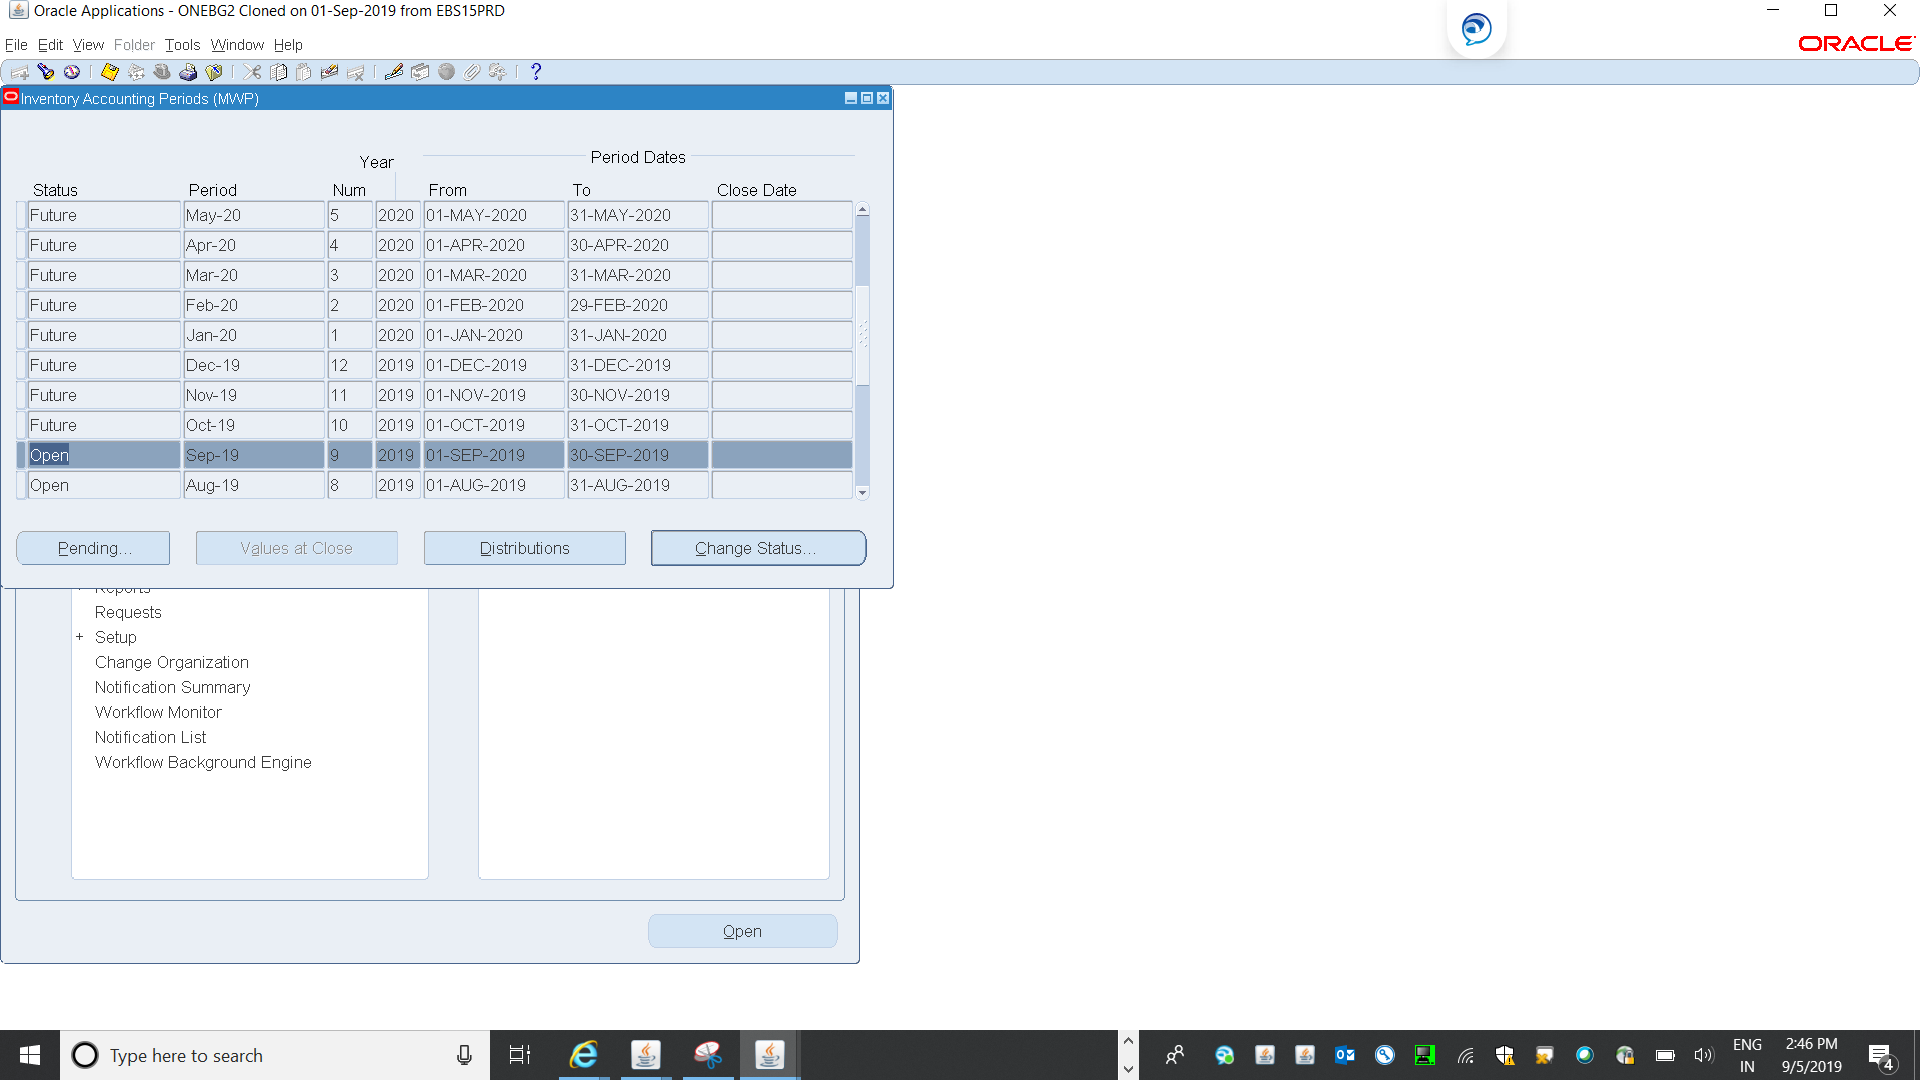 Oracle Applications - ONEBG2 Cloned on 01-Sep-2019 from EBS15PRD
File Edit View Folder Tools Window Help
ORACLE
Inventory Accounting Periods (MWP)
Year Period Dates
Status Period Num From To Close Date
Future May-20 5 2020 01-MAY-2020 31-MAY-2020
Future Apr-20 4 2020 01-APR-2020 30-APR-2020
Future Mar-20 3 2020 01-MAR-2020 31-MAR-2020
Future Feb-20 2 2020 01-FEB-2020 29-FEB-2020
Future Jan-20 1 2020 01-JAN-2020 31-JAN-2020
Future Dec-19 12 2019 01-DEC-2019 31-DEC-2019
Future Nov-19 11 2019 01-NOV-2019 30-NOV-2019
Future Oct-19 10 2019 01-OCT-2019 31-OCT-2019
Open Sep-19 9 2019 01-SEP-2019 30-SEP-2019
Open Aug-19 8 2019 01-AUG-2019 31-AUG-2019
Pending... Values at Close Distributions Change Status...
Reports
Requests
+ Setup
Change Organization
Notification Summary
Workflow Monitor
Notification List
Workflow Background Engine
Open
Type here to search
ENG 2:46 PM
IN 9/5/2019 4